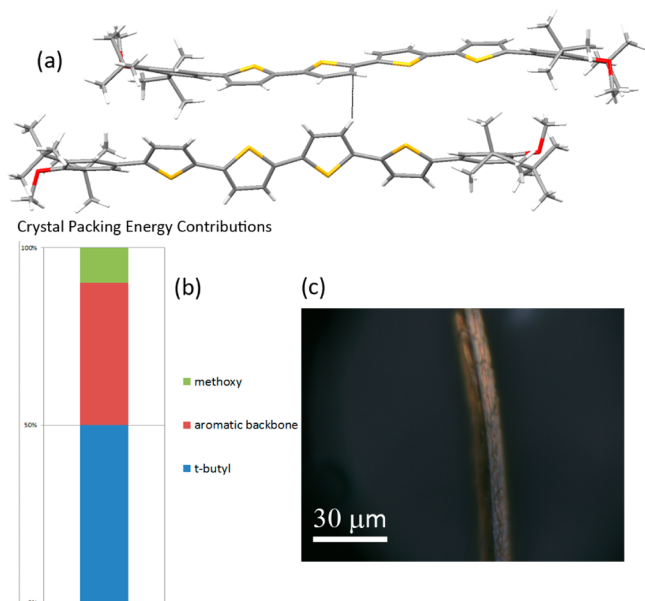 (a)
Crystal Packing Energy Contributions
100%
(b)
(c)
methoxy
aromatic backbone
50%
t-butyl
30 μm